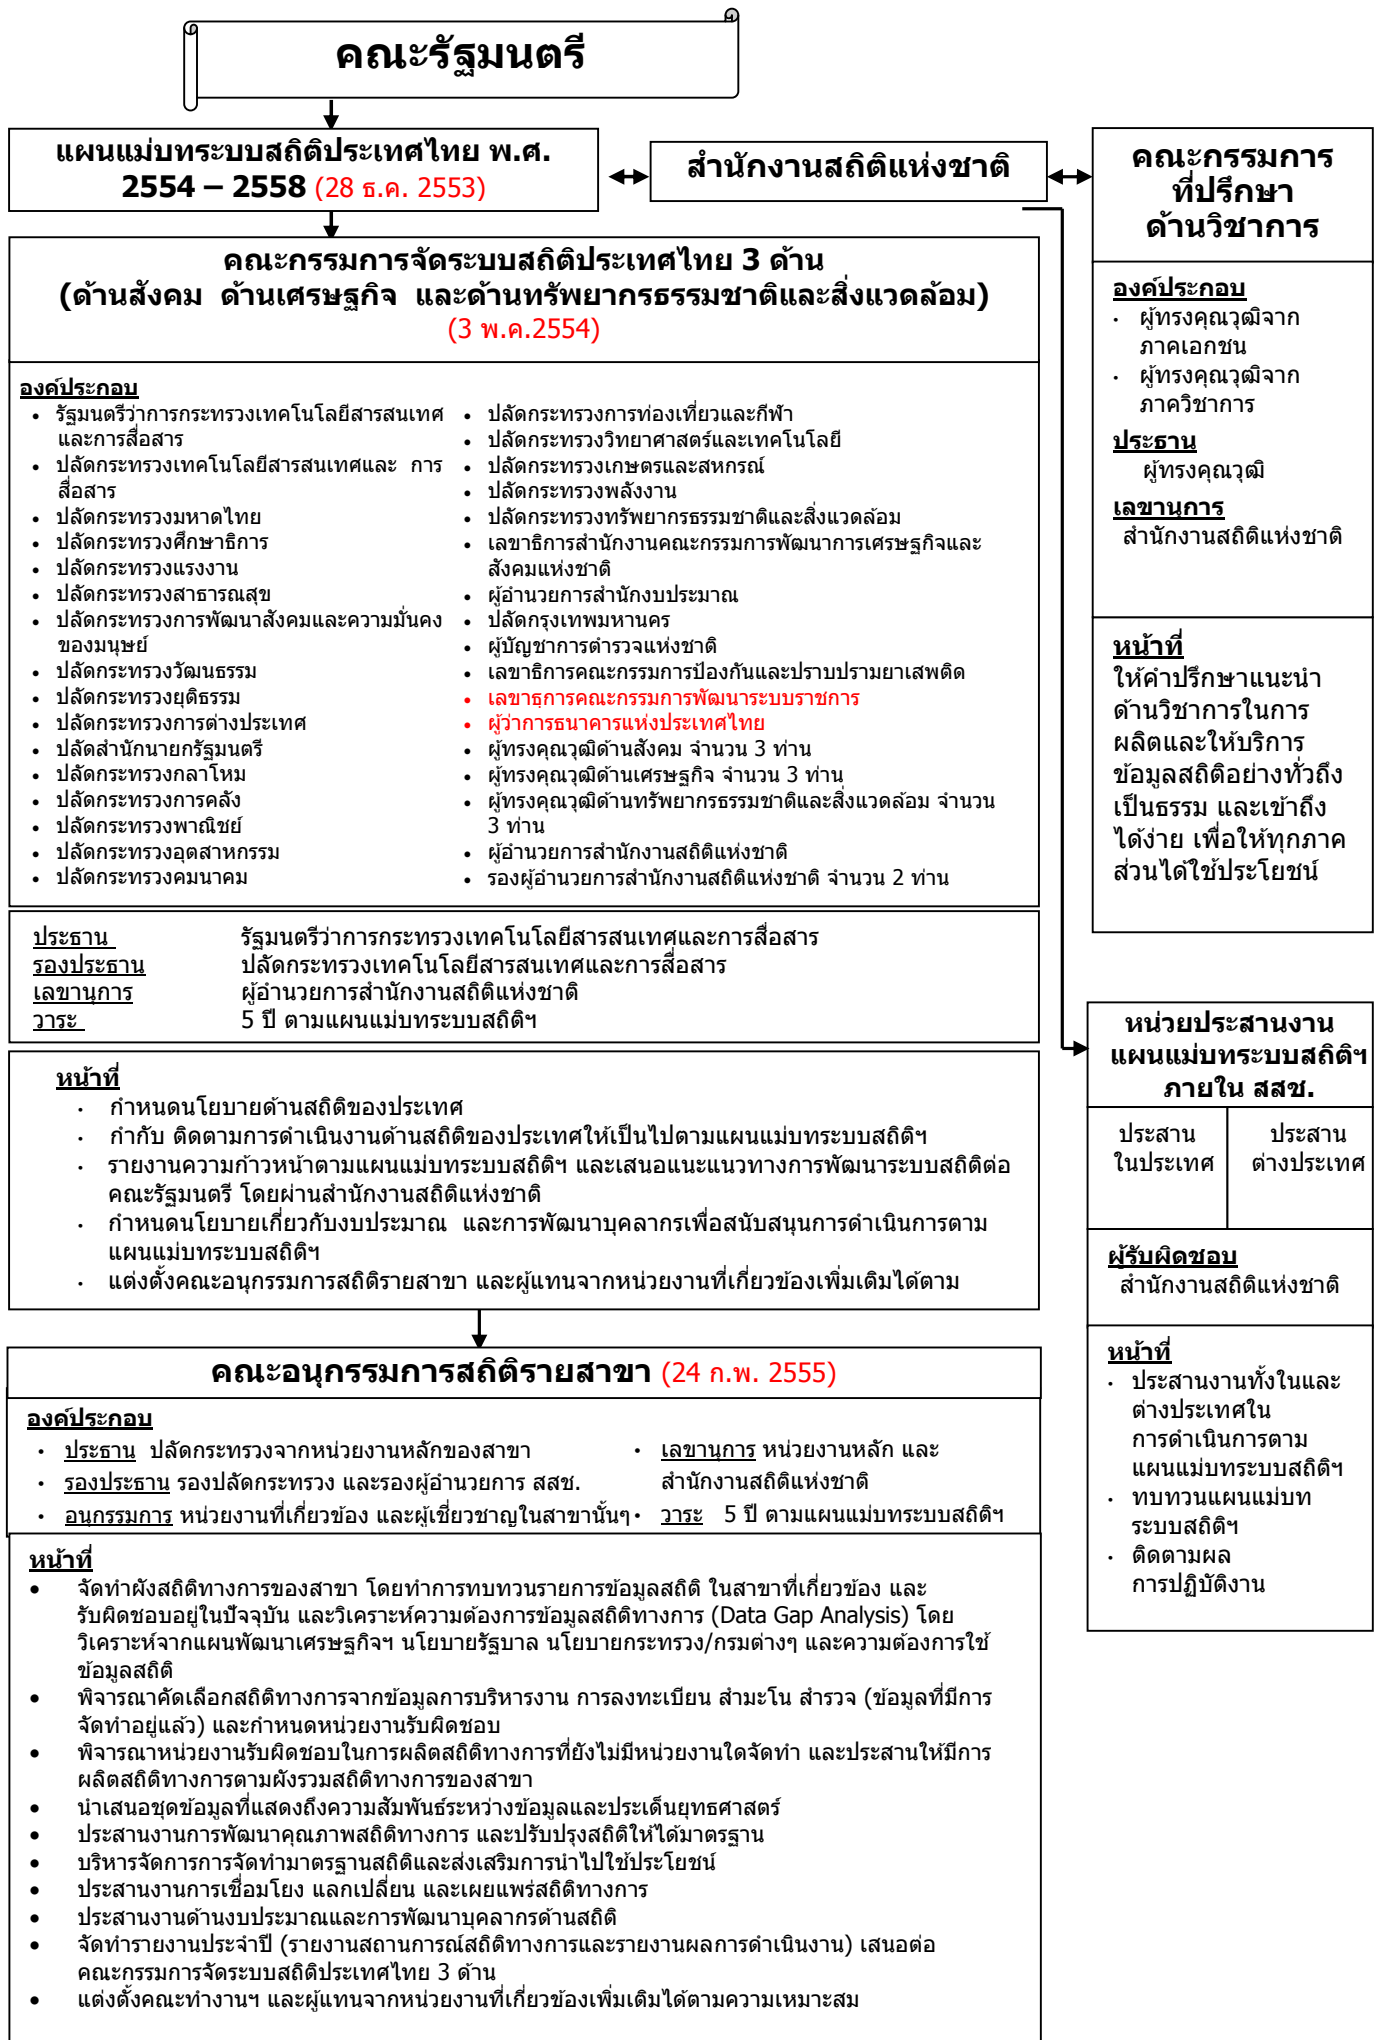 คณะรัฐมนตรี
แผนแม่บทระบบสถิติประเทศไทย พ.ศ.
2554 – 2558 (28 ธ.ค. 2553)
สำนักงานสถิติแห่งชาติ
คณะกรรมการ
ที่ปรึกษา
ด้านวิชาการ
องค์ประกอบ
• ผู้ทรงคุณวุฒิจาก
ภาคเอกชน
• ผู้ทรงคุณวุฒิจาก
ภาควิชาการ
ประธาน
ผู้ทรงคุณวุฒิ
เลขานุการ
สำนักงานสถิติแห่งชาติ
หน้าที่
ให้คำปรึกษาแนะนำ
ด้านวิชาการในการ
ผลิตและให้บริการ
ข้อมูลสถิติอย่างทั่วถึง
เป็นธรรม และเข้าถึง
ได้ง่าย เพื่อให้ทุกภาค
ส่วนได้ใช้ประโยชน์
คณะกรรมการจัดระบบสถิติประเทศไทย 3 ด้าน
(ด้านสังคม ด้านเศรษฐกิจ และด้านทรัพยากรธรรมชาติและสิ่งแวดล้อม)
(3 พ.ค.2554)
องค์ประกอบ
• รัฐมนตรีว่าการกระทรวงเทคโนโลยีสารสนเทศ
และการสื่อสาร
• ปลัดกระทรวงเทคโนโลยีสารสนเทศและ การ
สื่อสาร
• ปลัดกระทรวงมหาดไทย
• ปลัดกระทรวงศึกษาธิการ
• ปลัดกระทรวงแรงงาน
• ปลัดกระทรวงสาธารณสุข
• ปลัดกระทรวงการพัฒนาสังคมและความมั่นคง
ของมนุษย์
• ปลัดกระทรวงวัฒนธรรม
• ปลัดกระทรวงยุติธรรม
• ปลัดกระทรวงการต่างประเทศ
• ปลัดสำนักนายกรัฐมนตรี
• ปลัดกระทรวงกลาโหม
• ปลัดกระทรวงการคลัง
• ปลัดกระทรวงพาณิชย์
• ปลัดกระทรวงอุตสาหกรรม
• ปลัดกระทรวงคมนาคม
• ปลัดกระทรวงการท่องเที่ยวและกีฬา
• ปลัดกระทรวงวิทยาศาสตร์และเทคโนโลยี
• ปลัดกระทรวงเกษตรและสหกรณ์
• ปลัดกระทรวงพลังงาน
• ปลัดกระทรวงทรัพยากรธรรมชาติและสิ่งแวดล้อม
• เลขาธิการสำนักงานคณะกรรมการพัฒนาการเศรษฐกิจและ
สังคมแห่งชาติ
• ผู้อำนวยการสำนักงบประมาณ
• ปลัดกรุงเทพมหานคร
• ผู้บัญชาการตำรวจแห่งชาติ
• เลขาธิการคณะกรรมการป้องกันและปราบปรามยาเสพติด
• เลขาธุการคณะกรรมการพัฒนาระบบราชการ
• ผู้ว่าการธนาคารแห่งประเทศไทย
• ผู้ทรงคุณวุฒิด้านสังคม จำนวน 3 ท่าน
• ผู้ทรงคุณวุฒิด้านเศรษฐกิจ จำนวน 3 ท่าน
• ผู้ทรงคุณวุฒิด้านทรัพยากรธรรมชาติและสิ่งแวดล้อม จำนวน
3 ท่าน
• ผู้อำนวยการสำนักงานสถิติแห่งชาติ
• รองผู้อำนวยการสำนักงานสถิติแห่งชาติ จำนวน 2 ท่าน
ประธาน รัฐมนตรีว่าการกระทรวงเทคโนโลยีสารสนเทศและการสื่อสาร
รองประธาน ปลัดกระทรวงเทคโนโลยีสารสนเทศและการสื่อสาร
เลขานุการ ผู้อำนวยการสำนักงานสถิติแห่งชาติ
วาระ 5 ปี ตามแผนแม่บทระบบสถิติฯ
หน้าที่
• กำหนดนโยบายด้านสถิติของประเทศ
• กำกับ ติดตามการดำเนินงานด้านสถิติของประเทศให้เป็นไปตามแผนแม่บทระบบสถิติฯ
• รายงานความก้าวหน้าตามแผนแม่บทระบบสถิติฯ และเสนอแนะแนวทางการพัฒนาระบบสถิติต่อ
คณะรัฐมนตรี โดยผ่านสำนักงานสถิติแห่งชาติ
• กำหนดนโยบายเกี่ยวกับงบประมาณ และการพัฒนาบุคลากรเพื่อสนับสนุนการดำเนินการตาม
แผนแม่บทระบบสถิติฯ
• แต่งตั้งคณะอนุกรรมการสถิติรายสาขา และผู้แทนจากหน่วยงานที่เกี่ยวข้องเพิ่มเติมได้ตาม
หน่วยประสานงาน
แผนแม่บทระบบสถิติฯ
ภายใน สสช.
ประสาน
ในประเทศ
ประสาน
ต่างประเทศ
ผู้รับผิดชอบ
สำนักงานสถิติแห่งชาติ
หน้าที่
• ประสานงานทั้งในและ
ต่างประเทศใน
การดำเนินการตาม
แผนแม่บทระบบสถิติฯ
• ทบทวนแผนแม่บท
ระบบสถิติฯ
• ติดตามผล
การปฏิบัติงาน
คณะอนุกรรมการสถิติรายสาขา (24 ก.พ. 2555)
องค์ประกอบ
• ประธาน ปลัดกระทรวงจากหน่วยงานหลักของสาขา
• รองประธาน รองปลัดกระทรวง และรองผู้อำนวยการ สสช.
• อนุกรรมการ หน่วยงานที่เกี่ยวข้อง และผู้เชี่ยวชาญในสาขานั้นๆ
• เลขานุการ หน่วยงานหลัก และ
สำนักงานสถิติแห่งชาติ
• วาระ 5 ปี ตามแผนแม่บทระบบสถิติฯ
หน้าที่
• จัดทำผังสถิติทางการของสาขา โดยทำการทบทวนรายการข้อมูลสถิติ ในสาขาที่เกี่ยวข้อง และ
รับผิดชอบอยู่ในปัจจุบัน และวิเคราะห์ความต้องการข้อมูลสถิติทางการ (Data Gap Analysis) โดย
วิเคราะห์จากแผนพัฒนาเศรษฐกิจฯ นโยบายรัฐบาล นโยบายกระทรวง/กรมต่างๆ และความต้องการใช้
ข้อมูลสถิติ
• พิจารณาคัดเลือกสถิติทางการจากข้อมูลการบริหารงาน การลงทะเบียน สำมะโน สำรวจ (ข้อมูลที่มีการ
จัดทำอยู่แล้ว) และกำหนดหน่วยงานรับผิดชอบ
• พิจารณาหน่วยงานรับผิดชอบในการผลิตสถิติทางการที่ยังไม่มีหน่วยงานใดจัดทำ และประสานให้มีการ
ผลิตสถิติทางการตามผังรวมสถิติทางการของสาขา
• นำเสนอชุดข้อมูลที่แสดงถึงความสัมพันธ์ระหว่างข้อมูลและประเด็นยุทธศาสตร์
• ประสานงานการพัฒนาคุณภาพสถิติทางการ และปรับปรุงสถิติให้ได้มาตรฐาน
• บริหารจัดการการจัดทำมาตรฐานสถิติและส่งเสริมการนำไปใช้ประโยชน์
• ประสานงานการเชื่อมโยง แลกเปลี่ยน และเผยแพร่สถิติทางการ
• ประสานงานด้านงบประมาณและการพัฒนาบุคลากรด้านสถิติ
• จัดทำรายงานประจำปี (รายงานสถานการณ์สถิติทางการและรายงานผลการดำเนินงาน) เสนอต่อ
คณะกรรมการจัดระบบสถิติประเทศไทย 3 ด้าน
• แต่งตั้งคณะทำงานฯ และผู้แทนจากหน่วยงานที่เกี่ยวข้องเพิ่มเติมได้ตามความเหมาะสม